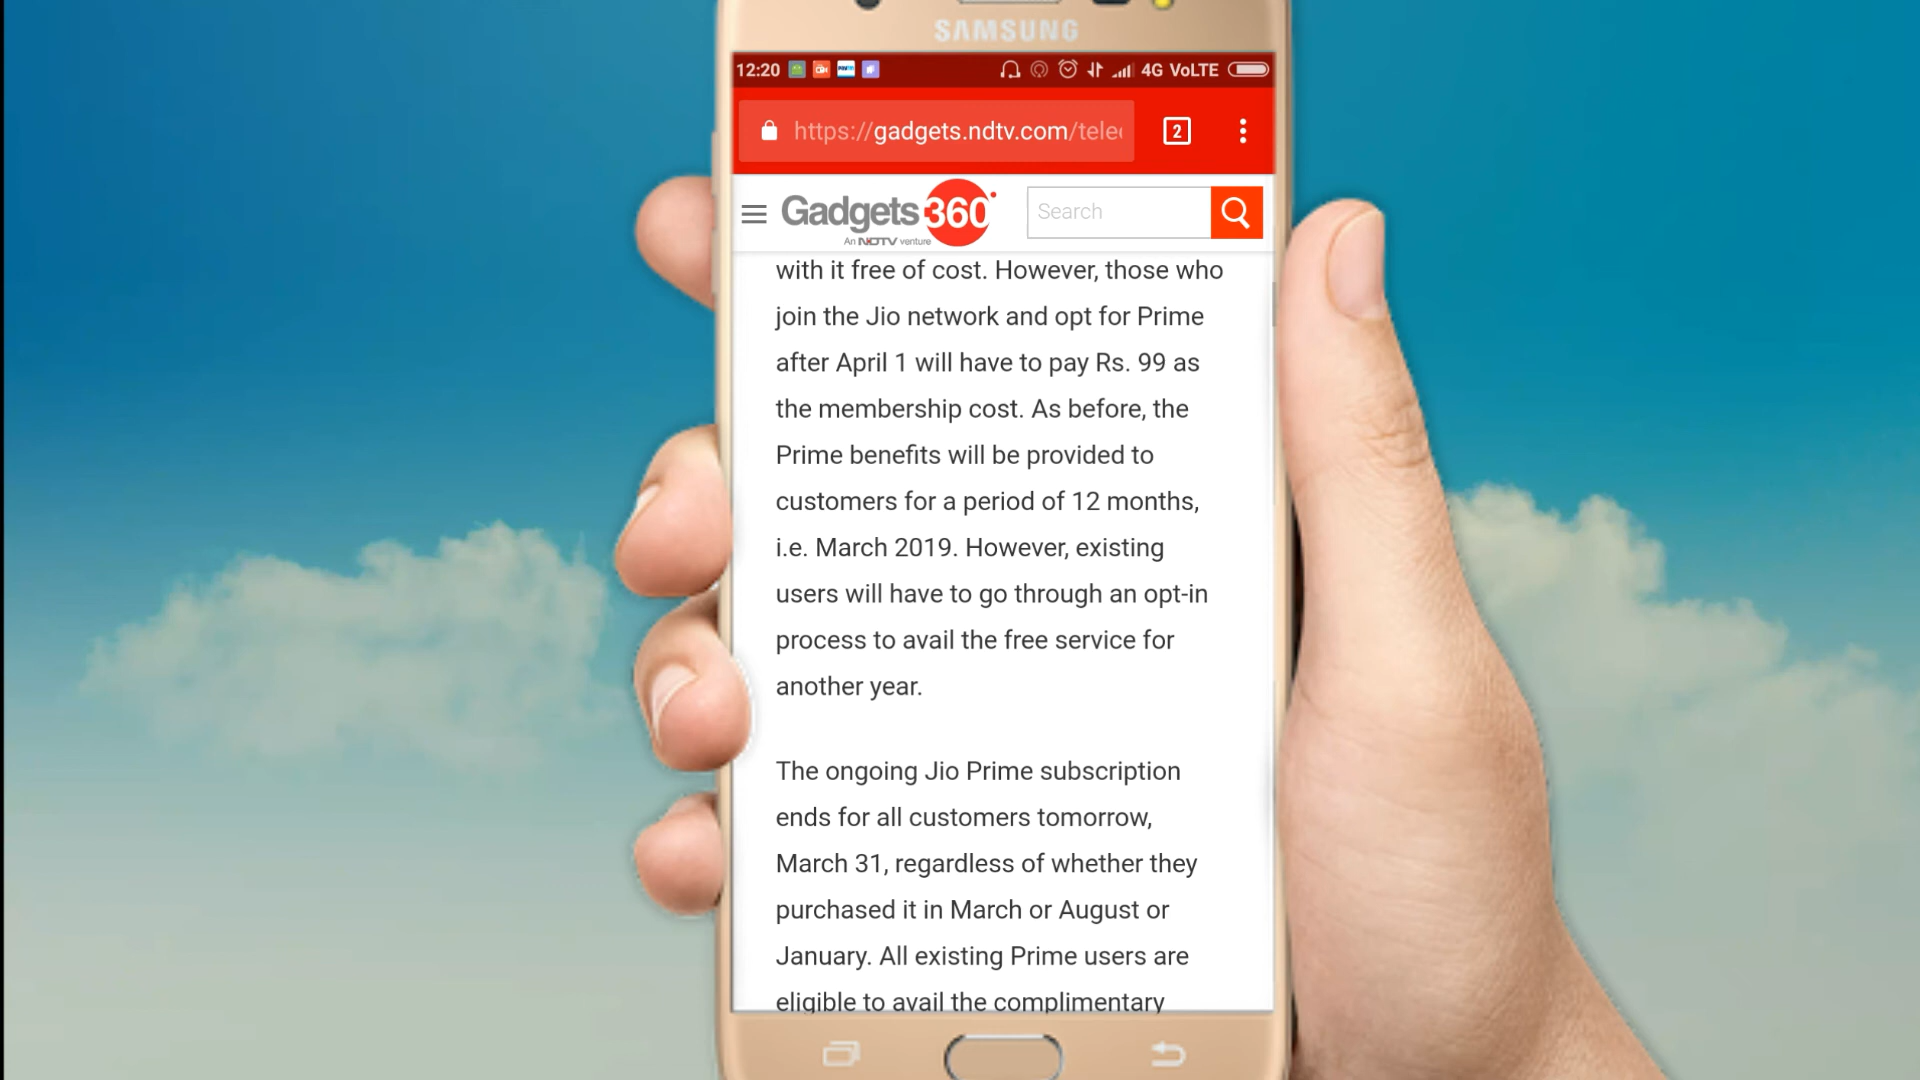 SAMSUNG
12:20
4G VoLTE
https://gadgets.ndtv.com/tele
2
Gadgets 360
An NDTV venture
Search
with it free of cost. However, those who
join the Jio network and opt for Prime
after April 1 will have to pay Rs. 99 as
the membership cost. As before, the
Prime benefits will be provided to
customers for a period of 12 months,
i.e. March 2019. However, existing
users will have to go through an opt-in
process to avail the free service for
another year.
The ongoing Jio Prime subscription
ends for all customers tomorrow,
March 31, regardless of whether they
purchased it in March or August or
January. All existing Prime users are
eligible to avail the complimentary